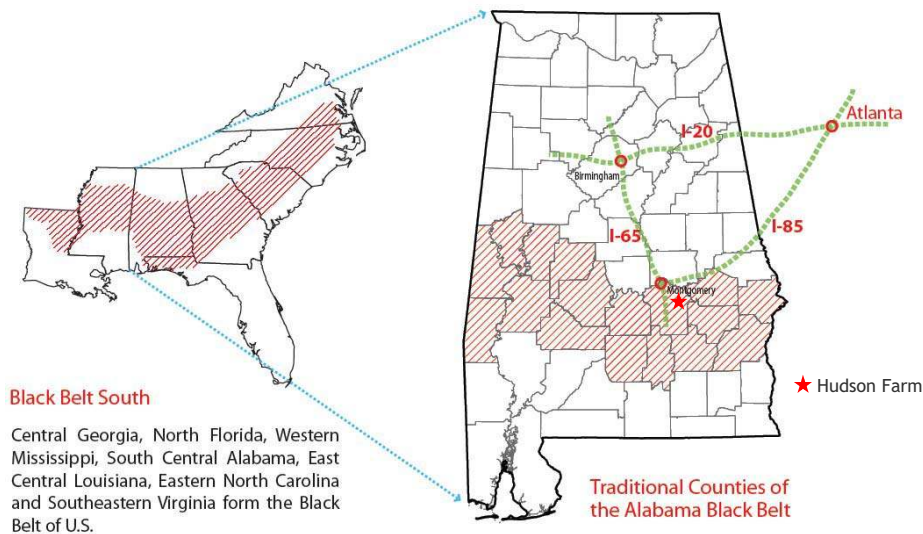 Black Belt South
Central Georgia, North Florida, Western
Mississippi, South Central Alabama, East
Central Louisiana, Eastern North Carolina
and Southeastern Virginia form the Black
Belt of U.S.
Atlanta
I-20
Birmingham
I-65
I-85
Montgomery
Hudson Farm
Traditional Counties of
the Alabama Black Belt